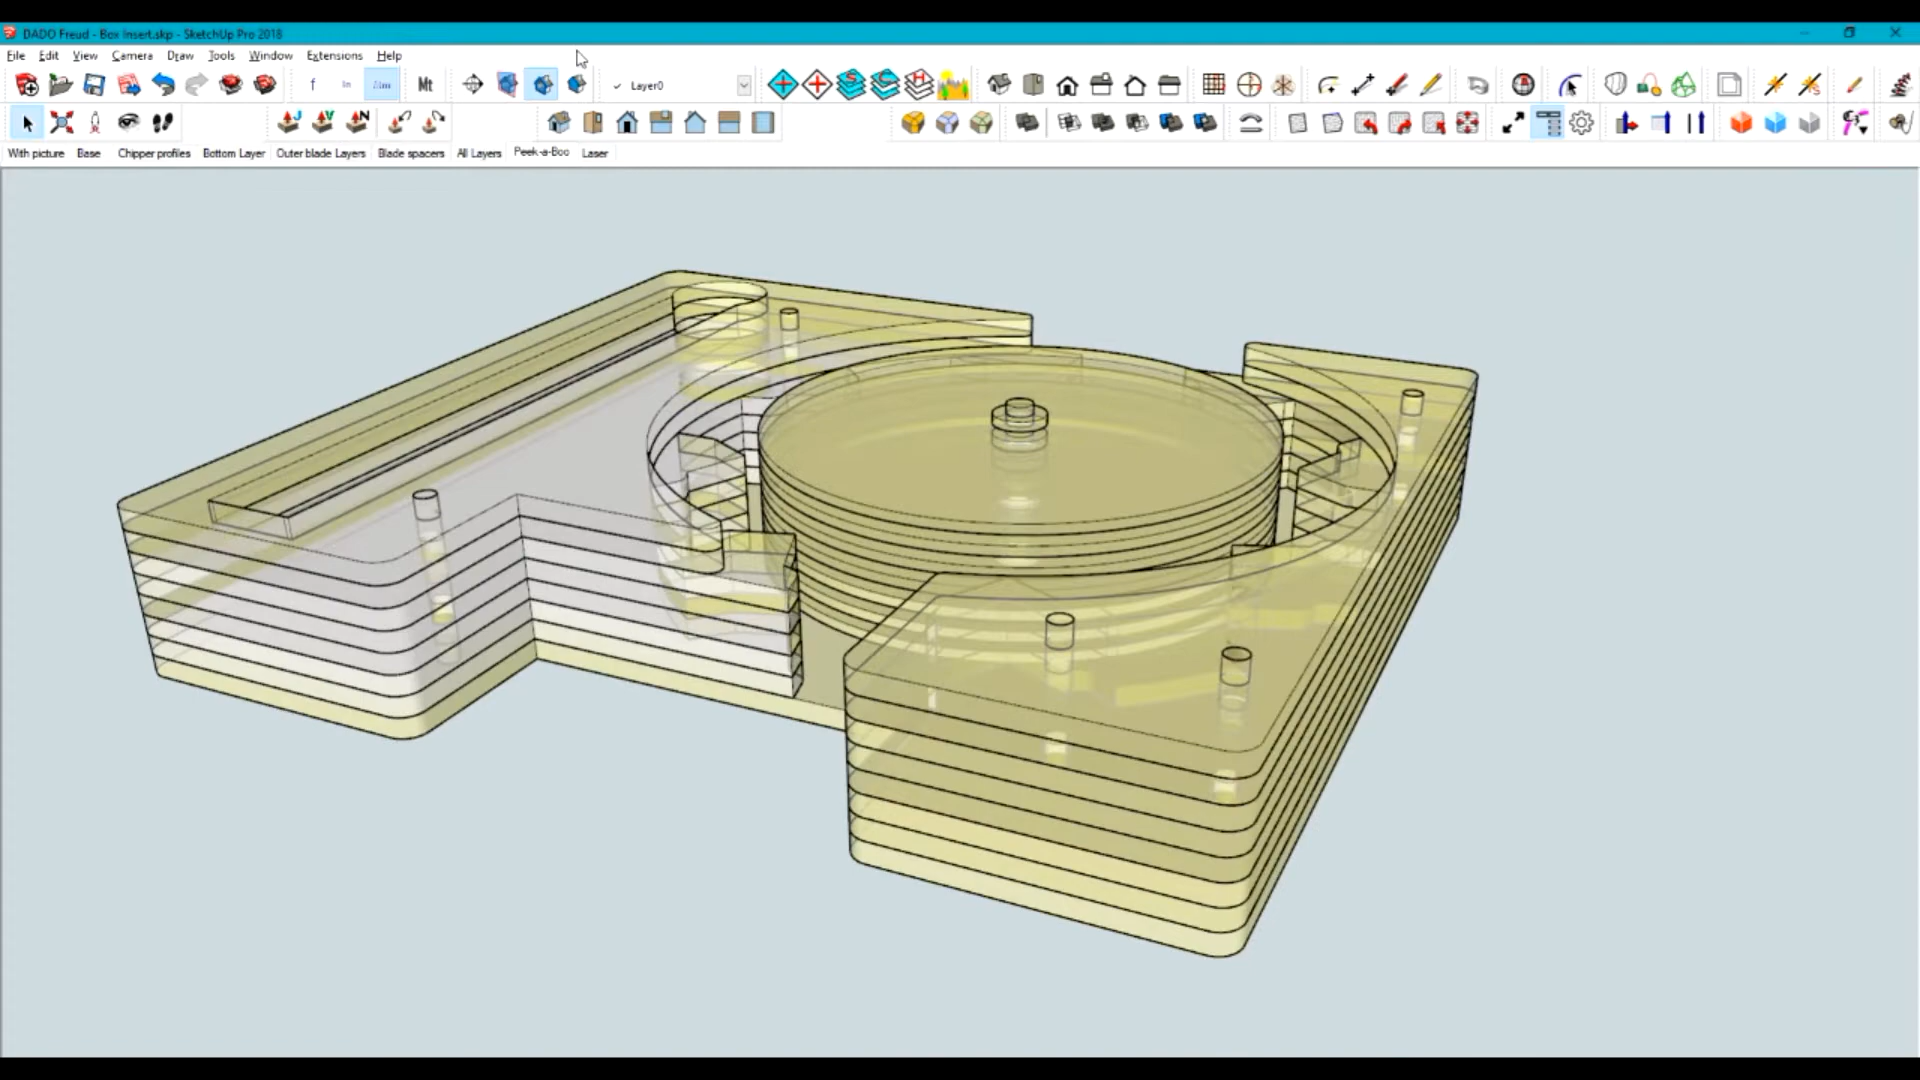 DADO Freud - Box Insert.skp - SketchUp Pro 2018
File Edit View Camera Draw Tools Window Extensions Help
Mt Layer0
With picture Base Chipper profiles Bottom Layer Outer blade Layers Blade spacers All Layers Peek-a-Boo Laser